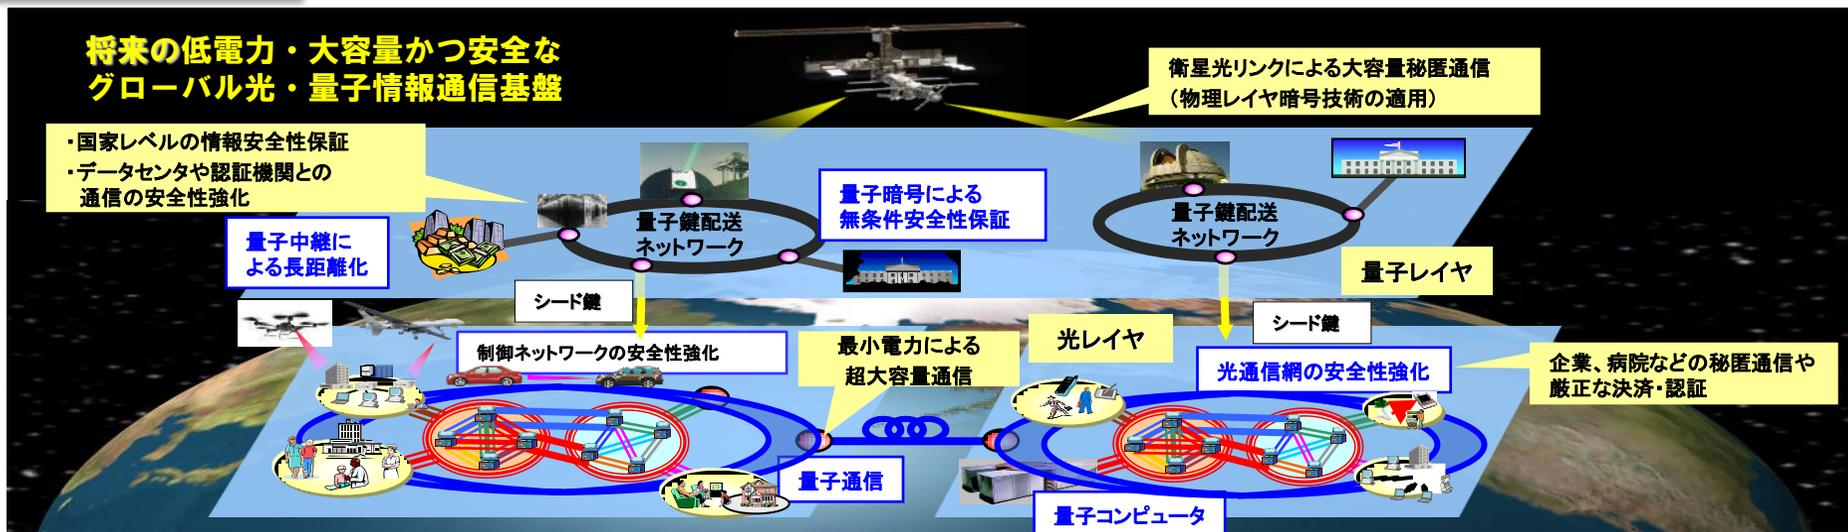 将来の低電力・大容量かつ安全な
グローバル光・量子情報通信基盤
衛星光リンクによる大容量秘匿通信
（物理レイヤ暗号技術の適用）
・国家レベルの情報安全性保証
・データセンタや認証機関との
通信の安全性強化
量子暗号による
無条件安全性保証
量子鍵配送
ネットワーク
量子鍵配送
ネットワーク
量子中継に
よる長距離化
量子レイヤ
シード鍵
シード鍵
光レイヤ
制御ネットワークの安全性強化
最小電力による
超大容量通信
光通信網の安全性強化
企業、病院などの秘匿通信や
厳正な決済・認証
量子通信
量子コンピュータ